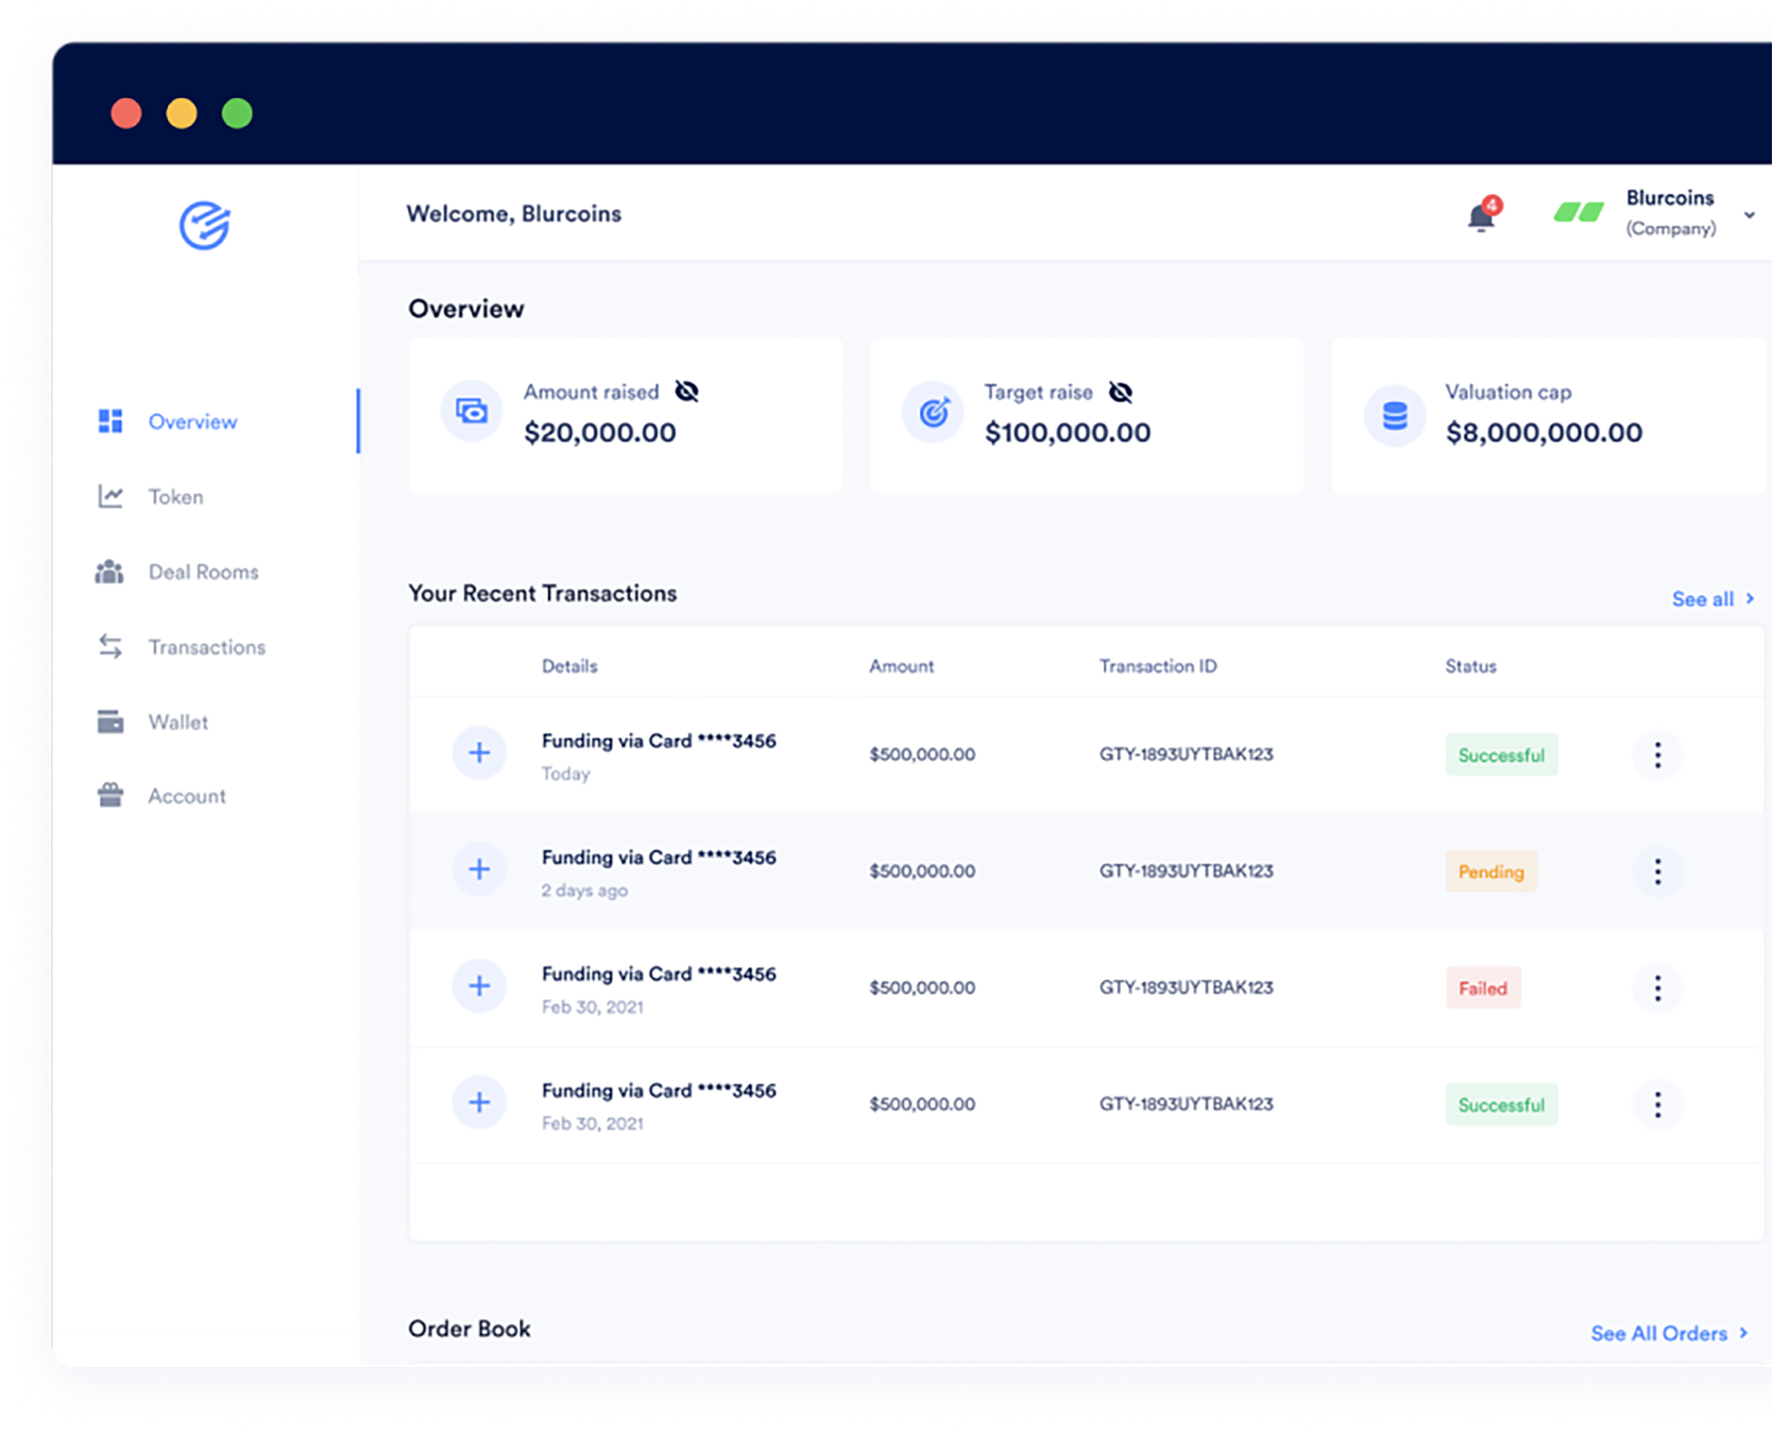 Welcome, Blurcoins
4
Blurcoins
(Company)
Overview
Token
Deal Rooms
Transactions
Wallet
Account
Overview
Amount raised
$20,000.00
Target raise
$100,000.00
Valuation cap
$8,000,000.00
Your Recent Transactions
See all
Details Amount Transaction ID Status
Funding via Card ****3456
Today
$500,000.00
GTY-1893UYTBAK123
Successful
Funding via Card ****3456
2 days ago
$500,000.00
GTY-1893UYTBAK123
Pending
Funding via Card ****3456
Feb 30, 2021
$500,000.00
GTY-1893UYTBAK123
Failed
Funding via Card ****3456
Feb 30, 2021
$500,000.00
GTY-1893UYTBAK123
Successful
Order Book
See All Orders